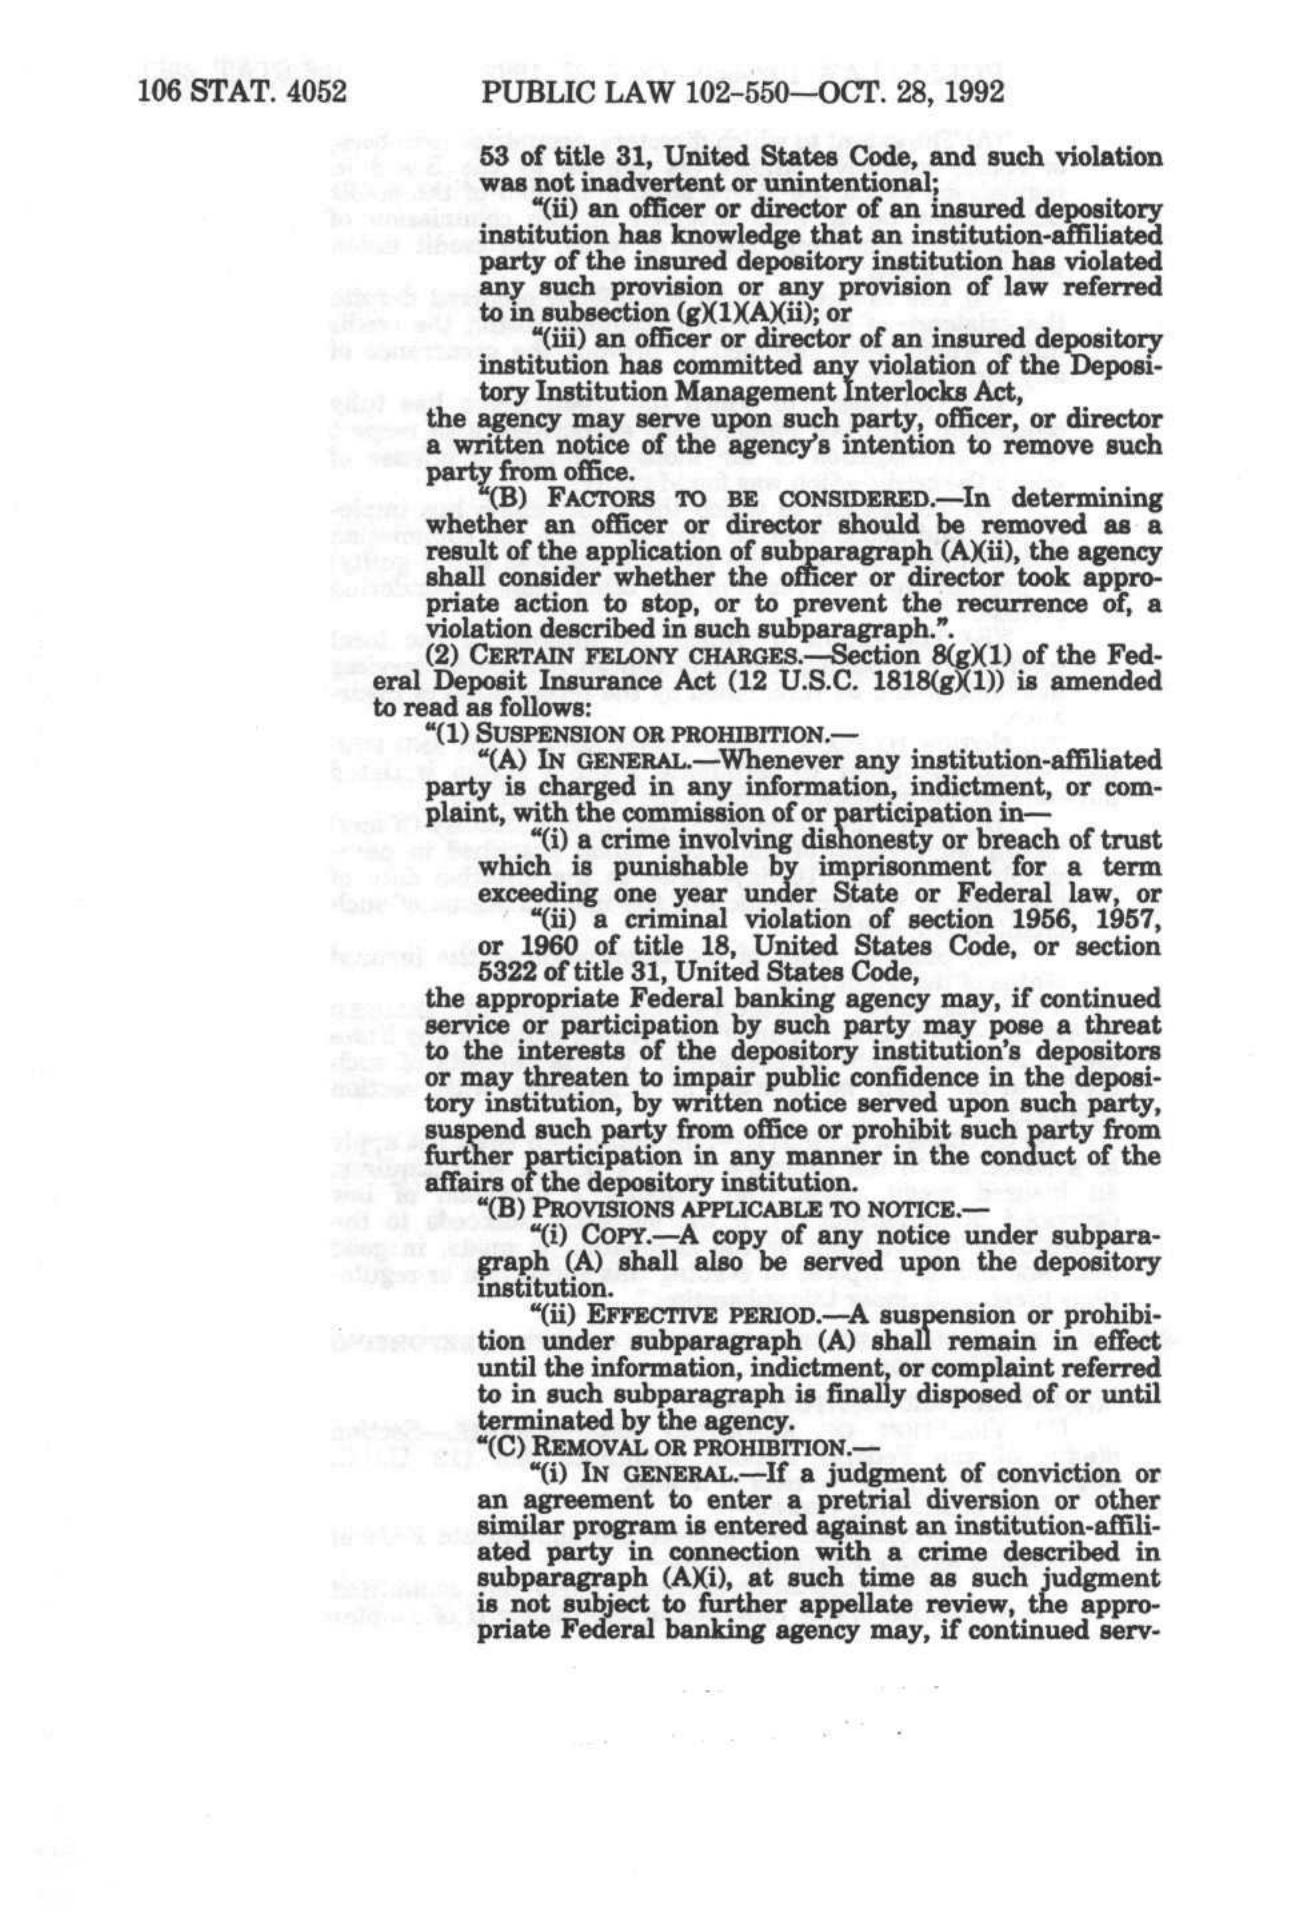 106 STAT. 4052 PUBLIC LAW 102-550—OCT. 28, 1992
53 of title 31, United States Code, and such violation
was not inadvertent or unintentional;
"(ii) an officer or director of an insured depository
institution has knowledge that an institution-affiliated
party of the insured depository institution has violated
any such provision or any provision of law referred
to in subsection (g)(1)(A)(ii); or
"(iii) an officer or director of an insured depository
institution has committed any violation of the Deposi-
tory Institution Management Interlocks Act,
the agency may serve upon such party, officer, or director
a written notice of the agency's intention to remove such
party from office.
"(B) FACTORS TO BE CONSIDERED.—In determining
whether an officer or director should be removed as a
result of the application of subparagraph (A)(ii), the agency
shall consider whether the officer or director took appro-
priate action to stop, or to prevent the recurrence of, a
violation described in such subparagraph."
(2) CERTAIN FELONY CHARGES.—Section 8(g)(1) of the Fed-
eral Deposit Insurance Act (12 U.S.C. 1818(g)(1)) is amended
to read as follows:
"(1) SUSPENSION OR PROHIBITION.—
"(A) IN GENERAL.—Whenever any institution-affiliated
party is charged in any information, indictment, or com-
plaint, with the commission of or participation in—
"(i) a crime involving dishonesty or breach of trust
which is punishable by imprisonment for a term
exceeding one year under State or Federal law, or
"(ii) a criminal violation of section 1956, 1957,
or 1960 of title 18, United States Code, or section
5322 of title 31, United States Code,
the appropriate Federal banking agency may, if continued
service or participation by such party may pose a threat
to the interests of the depository institution's depositors
or may threaten to impair public confidence in the deposi-
tory institution, by written notice served upon such party,
suspend such party from office or prohibit such party from
further participation in any manner in the conduct of the
affairs of the depository institution.
"(B) PROVISIONS APPLICABLE TO NOTICE.—
"(i) COPY.—A copy of any notice under subpara-
graph (A) shall also be served upon the depository
institution.
"(ii) EFFECTIVE PERIOD.—A suspension or prohibi-
tion under subparagraph (A) shall remain in effect
until the information, indictment, or complaint referred
to in such subparagraph is finally disposed of or until
terminated by the agency.
"(C) REMOVAL OR PROHIBITION.—
"(i) IN GENERAL.—If a judgment of conviction or
an agreement to enter a pretrial diversion or other
similar program is entered against an institution-affili-
ated party in connection with a crime described in
subparagraph (A)(i), at such time as such judgment
is not subject to further appellate review, the appro-
priate Federal banking agency may, if continued serv-